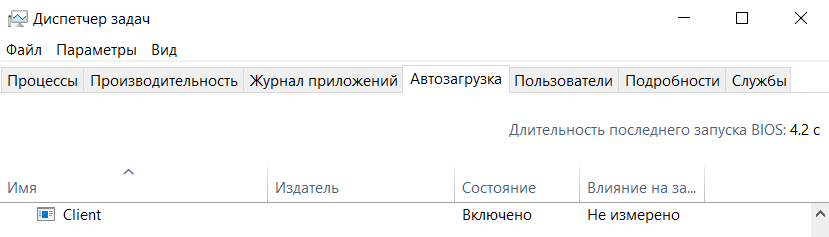 Диспетчер задач
Файл Параметры Вид
Процессы Производительность Журнал приложений Автозагрузка Пользователи Подробности Службы
Длительность последнего запуска BIOS: 4.2 с
Имя Издатель Состояние Влияние на за...
Client Включено Не измерено